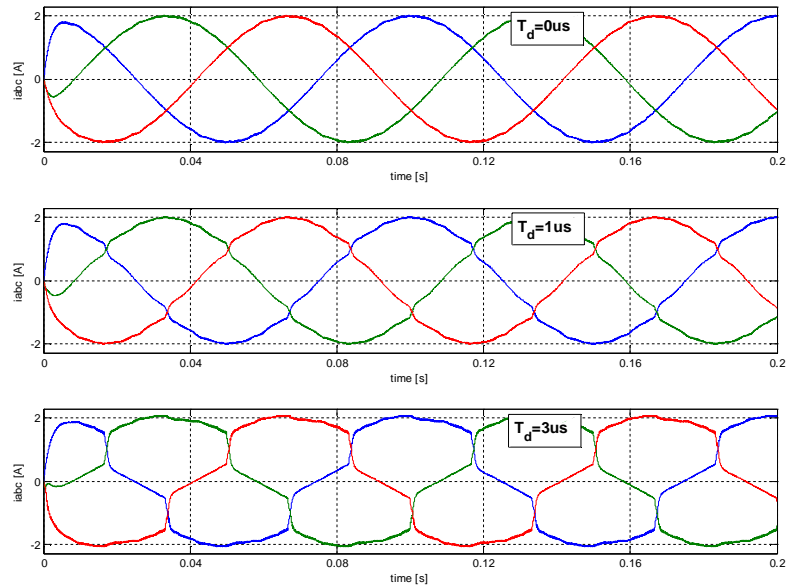 T_d=0us
2
0
-2
iabc [A]
0 0.04 0.08 0.12 0.16 0.2
time [s]
T_d=1us
2
0
-2
iabc [A]
0 0.04 0.08 0.12 0.16 0.2
time [s]
T_d=3us
2
0
-2
iabc [A]
0 0.04 0.08 0.12 0.16 0.2
time [s]